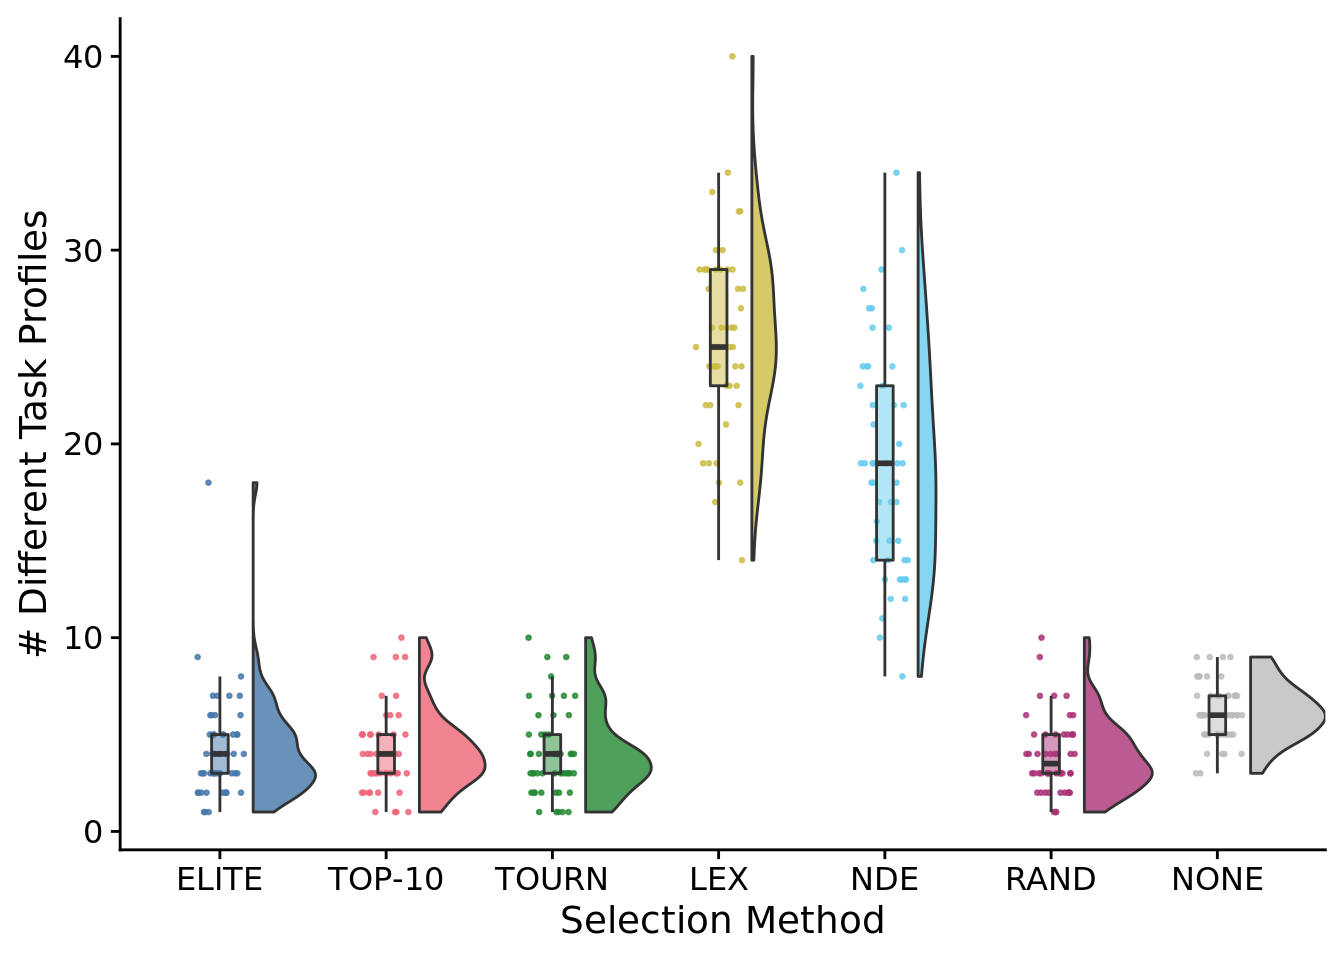 # Different Task Profiles
40
30
20
10
0
ELITE TOP-10 TOURN LEX NDE RAND NONE
Selection Method